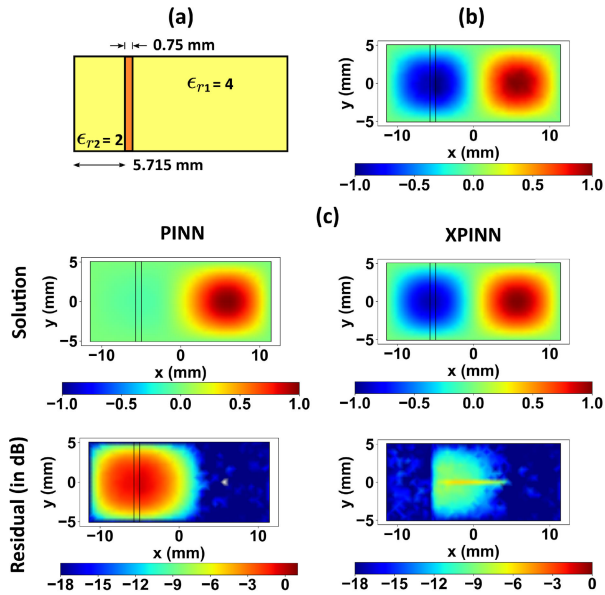 (a)
0.75 mm
ϵr1 = 4
ϵr2 = 2
5.715 mm
(b)
5
0
−5
y (mm)
−10 0 10
x (mm)
−1.0 −0.5 0.0 0.5 1.0
(c)
PINN
XPINN
Solution
5
0
−5
y (mm)
−10 0 10
x (mm)
−1.0 −0.5 0.0 0.5 1.0
5
0
−5
y (mm)
−10 0 10
x (mm)
−1.0 −0.5 0.0 0.5 1.0
Residual (in dB)
5
0
−5
y (mm)
−10 0 10
x (mm)
−18 −15 −12 −9 −6 −3 0
5
0
−5
y (mm)
−10 0 10
x (mm)
−18 −15 −12 −9 −6 −3 0